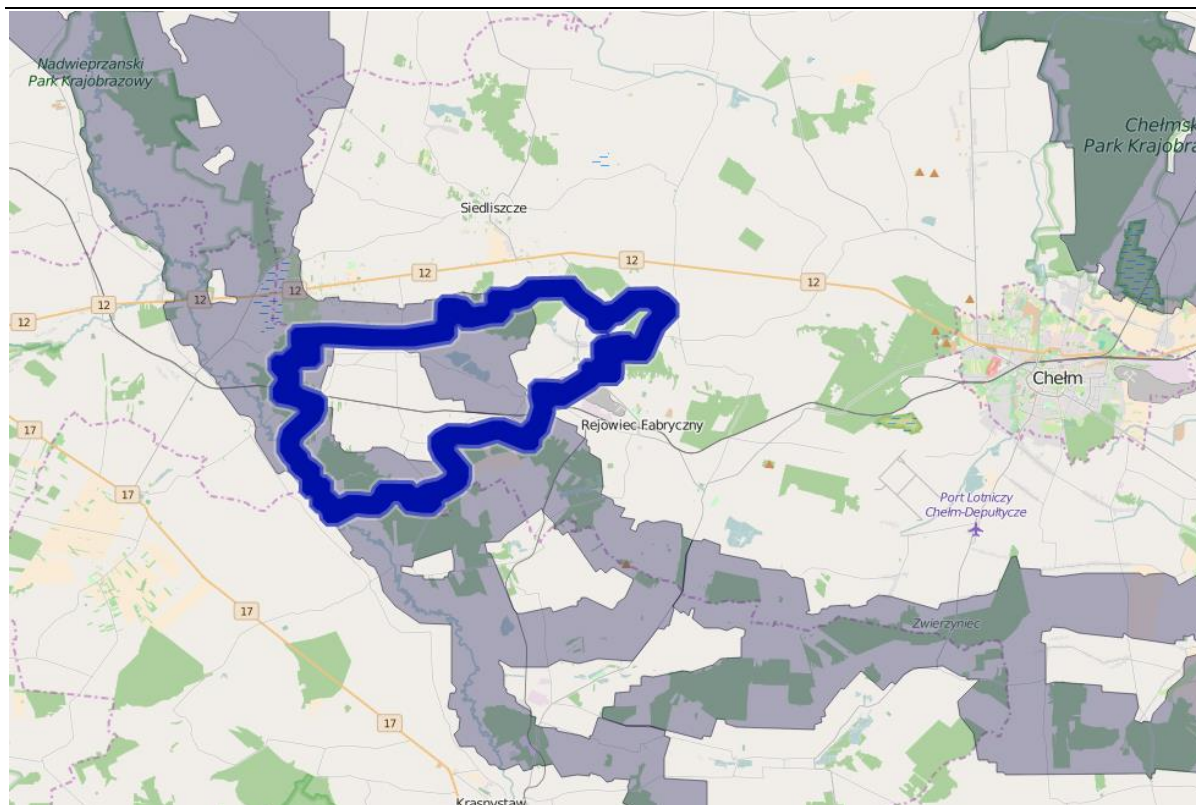 Nadwieprzanski
Park Krajobrazowy
Chełmsk
Park Krajobra
Siedliszcze
12
12
12
12
12
12
12
Chełm
Rejowiec Fabryczny
17
17
Port Lotniczy
Chełm-Depułtycze
17
Zwierzyniec
17
Krasnystaw